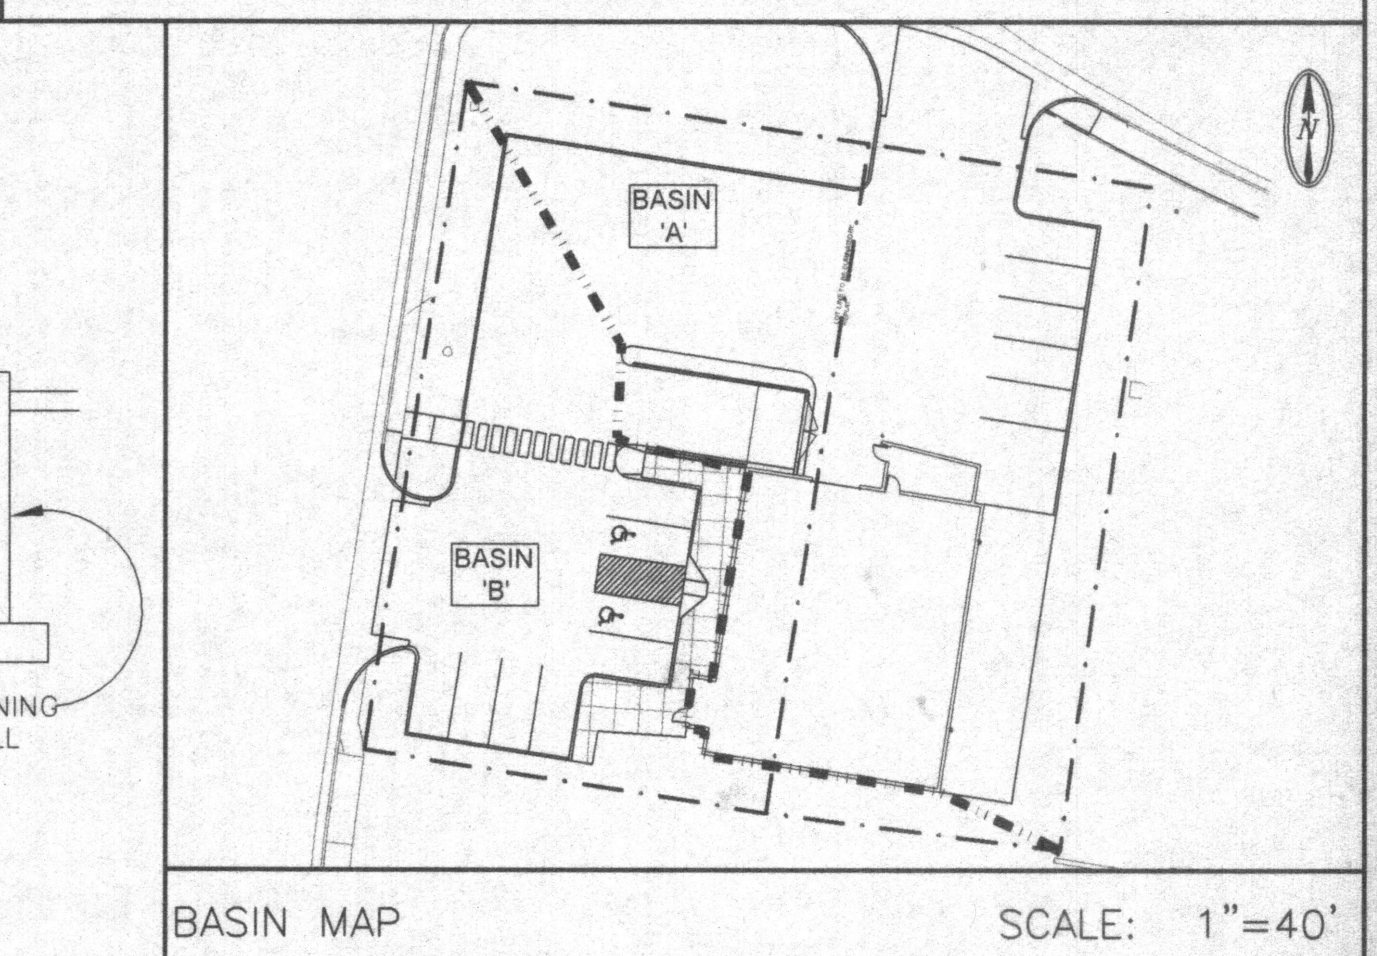 N
BASIN
'A'
BASIN
'B'
NING
LL
BASIN MAP
SCALE: 1"=40'